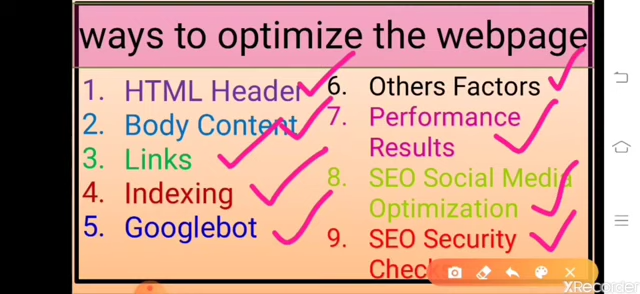 ways to optimize the webpage
1. HTML Header
2. Body Content
3. Links
4. Indexing
5. Googlebot
6. Others Factors
7. Performance
Results
8. SEO Social Media
Optimization
9. SEO Security
Check
XRecorder